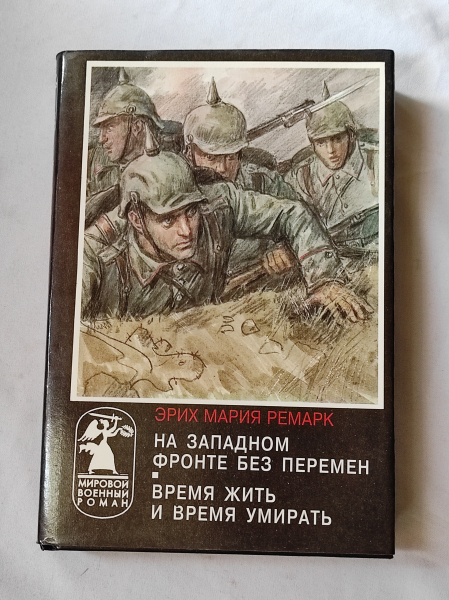 ЭРИХ МАРИЯ РЕМАРК
НА ЗАПАДНОМ
ФРОНТЕ БЕЗ ПЕРЕМЕН
ВРЕМЯ ЖИТЬ
И ВРЕМЯ УМИРАТЬ
МИРОВОЙ
ВОЕННЫЙ
РОМАН